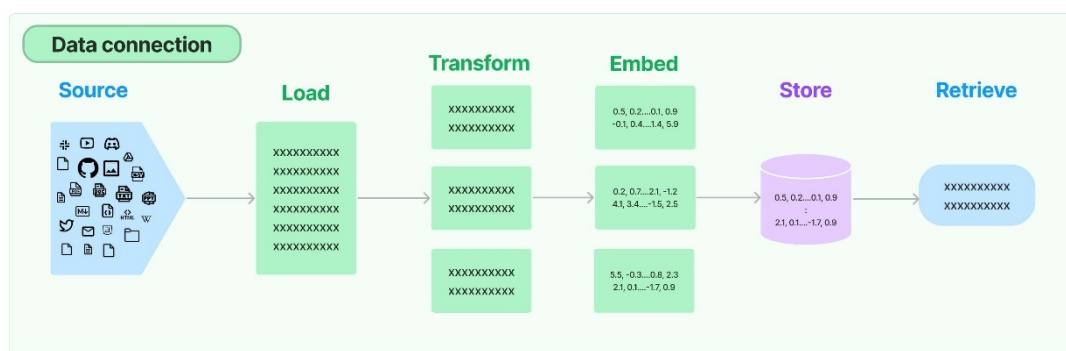 Data connection
Source
Load
Transform
Embed
Store
Retrieve
XXXXXXXXXX
XXXXXXXXXX
XXXXXXXXXX
XXXXXXXXXX
XXXXXXXXXX
XXXXXXXXXX
XXXXXXXXXX
XXXXXXXXXX
XXXXXXXXXX
XXXXXXXXXX
XXXXXXXXXX
XXXXXXXXXX
0.5, 0.2....0.1, 0.9
-0.1, 0.4....1.4, 5.9
0.2, 0.7....2.1, -1.2
4.1, 3.4....-1.5, 2.5
5.5, -0.3....0.8, 2.3
2.1, 0.1....-1.7, 0.9
0.5, 0.2....0.1, 0.9
:
2.1, 0.1....-1.7, 0.9
XXXXXXXXXX
XXXXXXXXXX
HTML
W